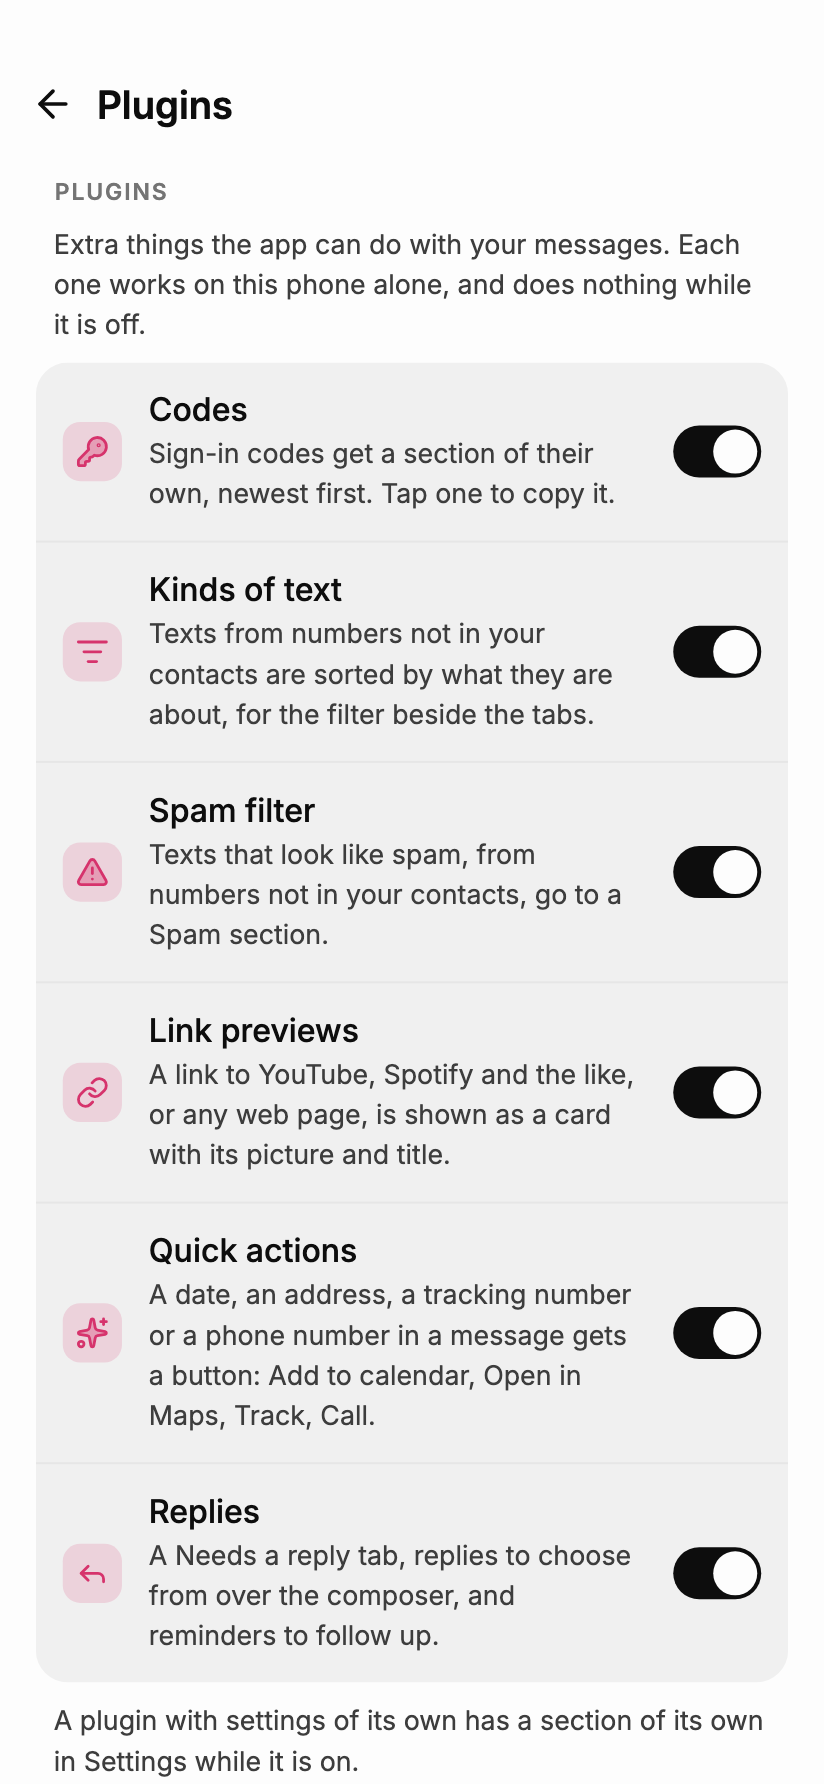 Plugins
PLUGINS
Extra things the app can do with your messages. Each
one works on this phone alone, and does nothing while
it is off.
Codes
Sign-in codes get a section of their
own, newest first. Tap one to copy it.
Kinds of text
Texts from numbers not in your
contacts are sorted by what they are
about, for the filter beside the tabs.
Spam filter
Texts that look like spam, from
numbers not in your contacts, go to a
Spam section.
Link previews
A link to YouTube, Spotify and the like,
or any web page, is shown as a card
with its picture and title.
Quick actions
A date, an address, a tracking number
or a phone number in a message gets
a button: Add to calendar, Open in
Maps, Track, Call.
Replies
A Needs a reply tab, replies to choose
from over the composer, and
reminders to follow up.
A plugin with settings of its own has a section of its own
in Settings while it is on.